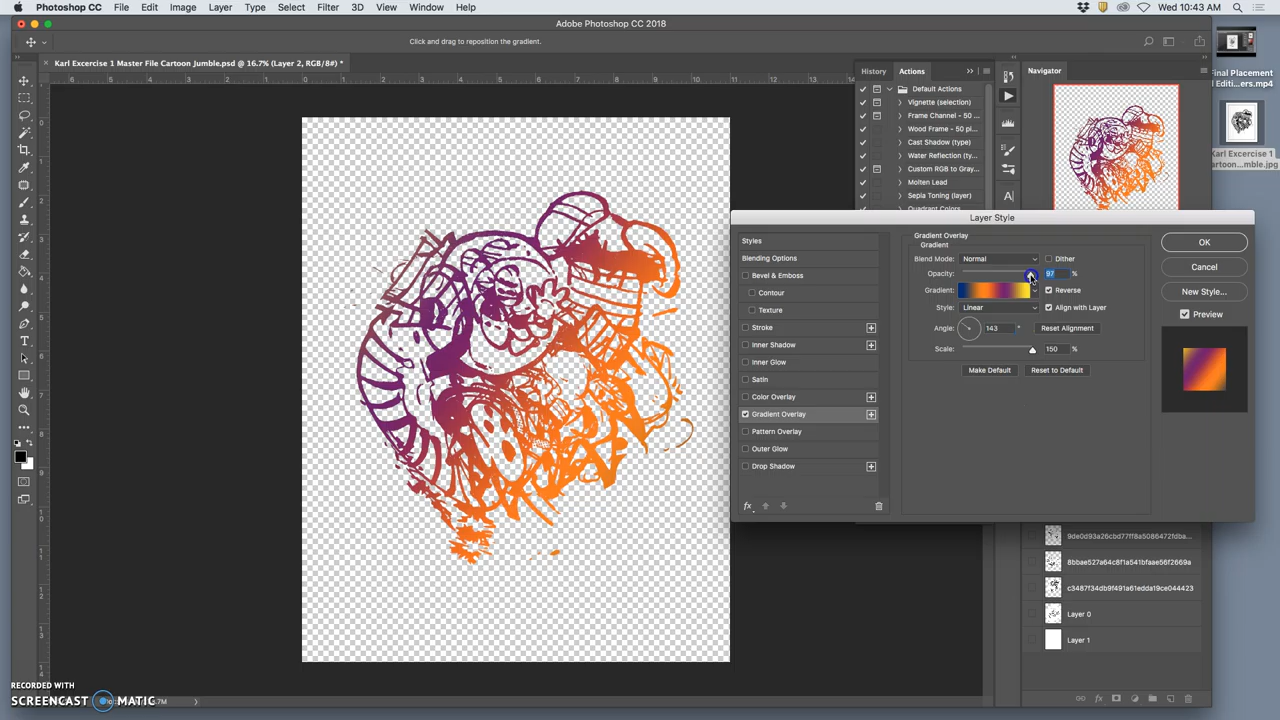 Photoshop CC File Edit Image Layer Type Select Filter 3D View Window Help
Wed 10:43 AM
Adobe Photoshop CC 2018
Click and drag to reposition the gradient.
Karl Excercise 1 Master File Cartoon Jumble.psd @ 16.7% (Layer 2, RGB/8#) *
History Actions
Navigator
Default Actions
Vignette (selection)
Frame Channel - 50 ...
Wood Frame - 50 pi...
Cast Shadow (type)
Water Reflection (ty...
Custom RGB to Gray...
Molten Lead
Sepia Toning (layer)
Quadrant Colors
Final Placement
Editi...ers.mp4
Karl Excercise 1
cartoon...mble.jpg
Layer Style
Styles
Blending Options
Bevel & Emboss
Contour
Texture
Stroke
Inner Shadow
Inner Glow
Satin
Color Overlay
Gradient Overlay
Pattern Overlay
Outer Glow
Drop Shadow
fx
Gradient Overlay
Gradient
Blend Mode: Normal Dither
Opacity: 97 %
Gradient: Reverse
Style: Linear Align with Layer
Angle: 143 ° Reset Alignment
Scale: 150 %
Make Default Reset to Default
OK
Cancel
New Style...
Preview
9de0d93a26cbd77ff8a5086472fdba...
8bbae527a64c8f1a541bfaae56f2669a
c3487f34db9f491a61edda19ce044423
Layer 0
Layer 1
RECORDED WITH
SCREENCAST MATIC